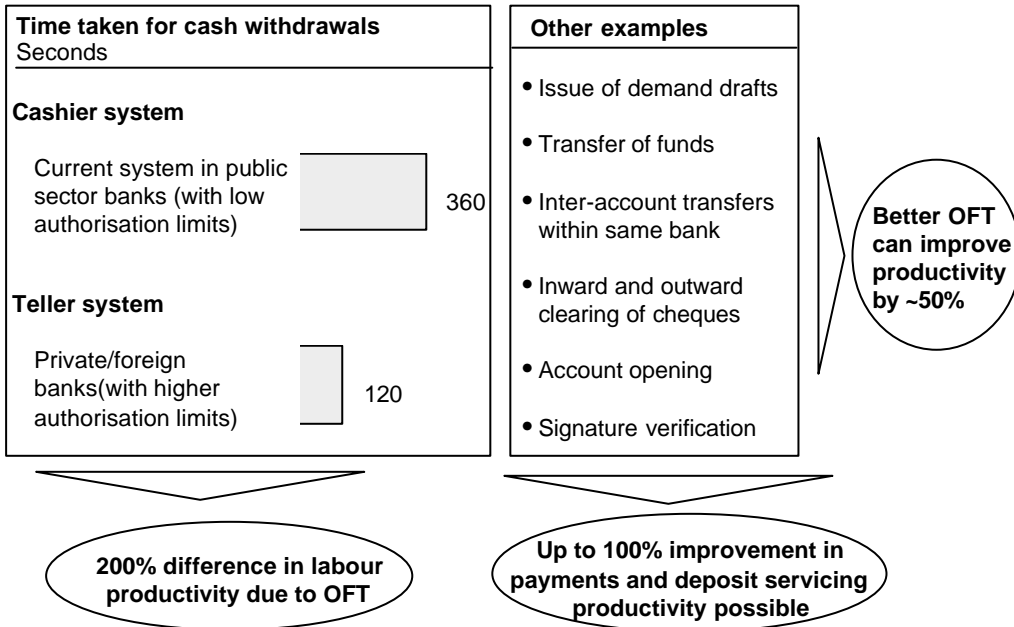 Time taken for cash withdrawals
Seconds
Cashier system
Current system in public
sector banks (with low
authorisation limits)
360
Teller system
Private/foreign
banks(with higher
authorisation limits)
120
200% difference in labour
productivity due to OFT
Other examples
• Issue of demand drafts
• Transfer of funds
• Inter-account transfers
within same bank
• Inward and outward
clearing of cheques
• Account opening
• Signature verification
Up to 100% improvement in
payments and deposit servicing
productivity possible
Better OFT
can improve
productivity
by ~50%